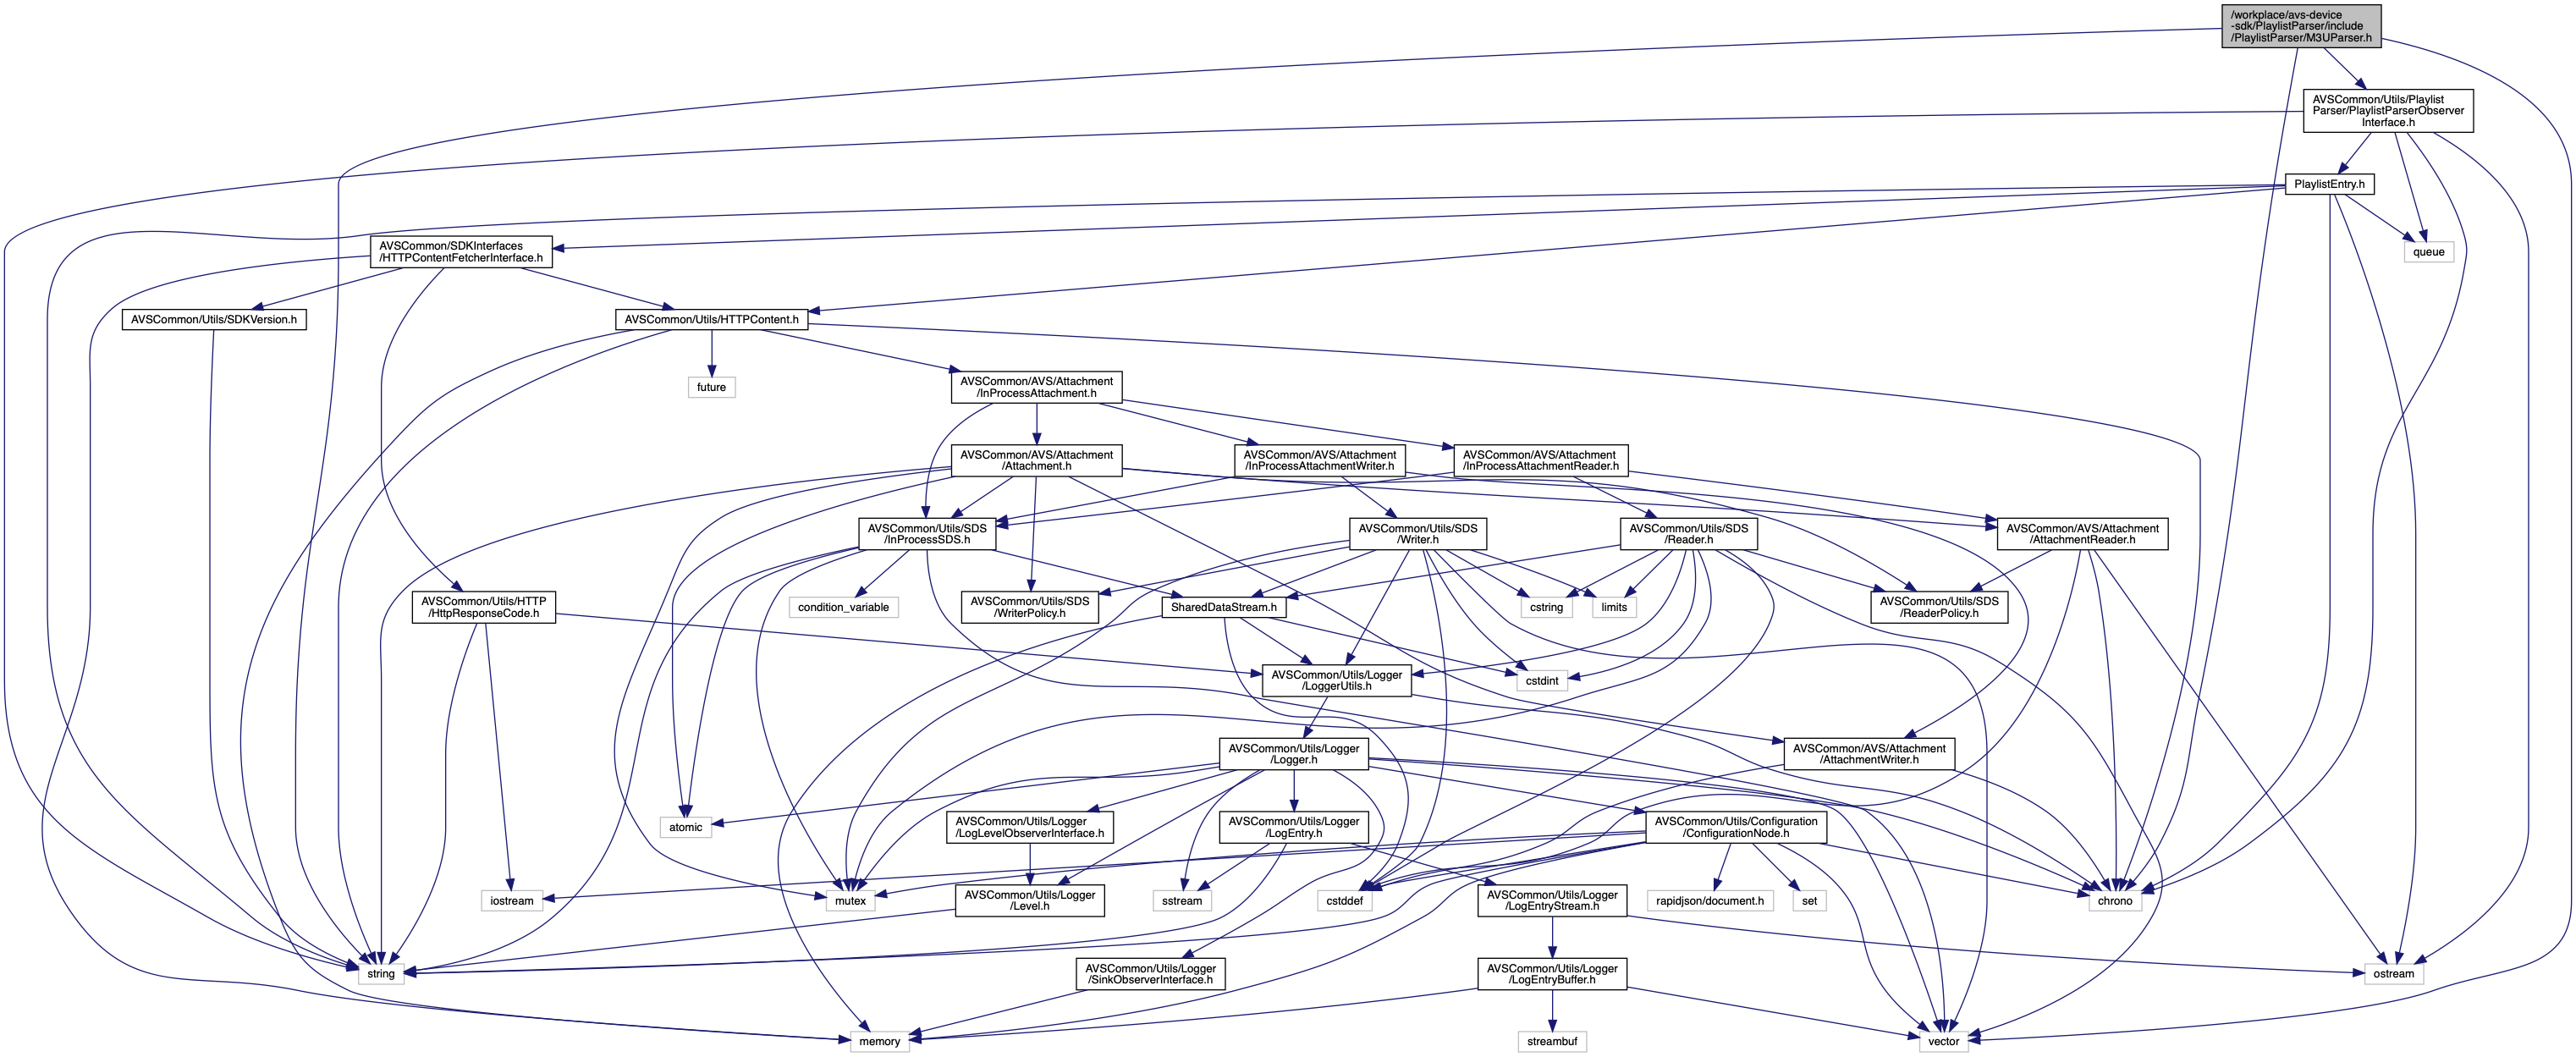 /workplace/avs-device
-sdk/PlaylistParser/include
/PlaylistParser/M3UParser.h
AVSCommon/Utils/Playlist
Parser/PlaylistParserObserver
Interface.h
PlaylistEntry.h
AVSCommon/SDKInterfaces
/HTTPContentFetcherInterface.h
queue
AVSCommon/Utils/SDKVersion.h
AVSCommon/Utils/HTTPContent.h
future
AVSCommon/AVS/Attachment
/InProcessAttachment.h
AVSCommon/AVS/Attachment
/Attachment.h
AVSCommon/AVS/Attachment
/InProcessAttachmentWriter.h
AVSCommon/AVS/Attachment
/InProcessAttachmentReader.h
AVSCommon/Utils/SDS
/InProcessSDS.h
AVSCommon/Utils/SDS
/Writer.h
AVSCommon/Utils/SDS
/Reader.h
AVSCommon/AVS/Attachment
/AttachmentReader.h
AVSCommon/Utils/HTTP
/HttpResponseCode.h
condition_variable
AVSCommon/Utils/SDS
/WriterPolicy.h
SharedDataStream.h
cstring
limits
AVSCommon/Utils/SDS
/ReaderPolicy.h
AVSCommon/Utils/Logger
/LoggerUtils.h
cstdint
AVSCommon/Utils/Logger
/Logger.h
AVSCommon/AVS/Attachment
/AttachmentWriter.h
atomic
AVSCommon/Utils/Logger
/LogLevelObserverInterface.h
AVSCommon/Utils/Logger
/LogEntry.h
AVSCommon/Utils/Configuration
/ConfigurationNode.h
iostream
mutex
AVSCommon/Utils/Logger
/Level.h
sstream
cstddef
AVSCommon/Utils/Logger
/LogEntryStream.h
rapidjson/document.h
set
chrono
string
AVSCommon/Utils/Logger
/SinkObserverInterface.h
AVSCommon/Utils/Logger
/LogEntryBuffer.h
ostream
memory
streambuf
vector